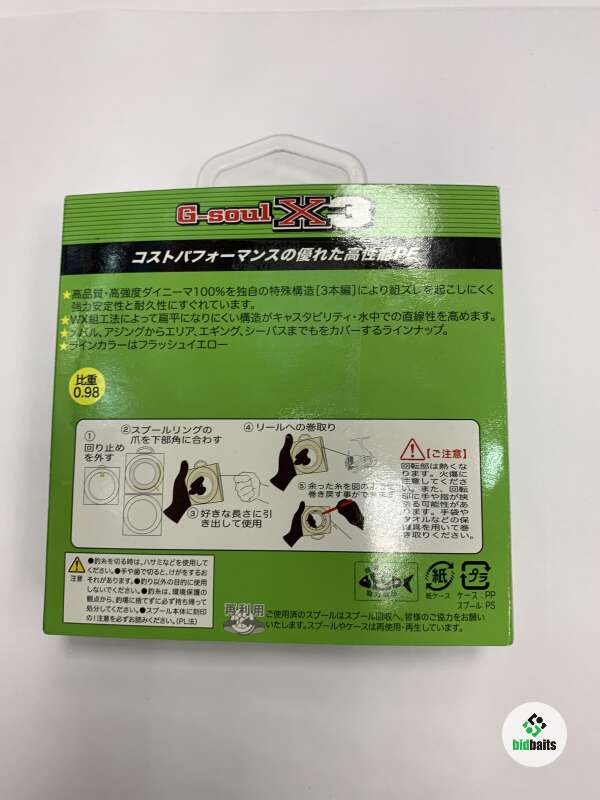 G-soul X3
コストパフォーマンスの優れた高性能PE
★高品質・高強度ダイニーマ100%を独自の特殊構造[3本編]により組ズレを起こしにくく
強力安定性と耐久性にすぐれています。
★WX組工法によって扁平になりにくい構造がキャスタビリティ・水中での直線性を高めます。
★メバル、アジングからエリア、エギング、シーバスまでもをカバーするラインナップ。
★ラインカラーはフラッシュイエロー
比重
0.98
①
回り止め
を外す
②スプールリングの
爪を下部角に合わす
③好きな長さに引
き出して使用
④リールへの巻取り
⑤余った糸を図のように
巻き戻す事ができます
【ご注意】
回転部は熱くな
ります。火傷に
注意してくださ
い。また、回転
部に手や指が挟
まる可能性があ
ります。手袋や
タオルなどの保
護具を用いて巻
き取りください。
注意
●釣糸を切る時は、ハサミなどを使用して
ください。●手や歯で切ると、けがをするお
それがあります。●釣り以外の目的に使用
しないでください。●釣糸は、環境保護の
観点から、釣場に捨てずに必ず持ち帰って
処分してください。●スプール本体に刻印
の!注意を必ずお読みください。(PL法)
再利用
ご使用済のスプールはスプール回収へ、皆様のご協力をお願い
いたします。スプールやケースは再使用・再生しています。
紙
紙ケース
プラ
ケース:PP
スプール:PS
bidbaits